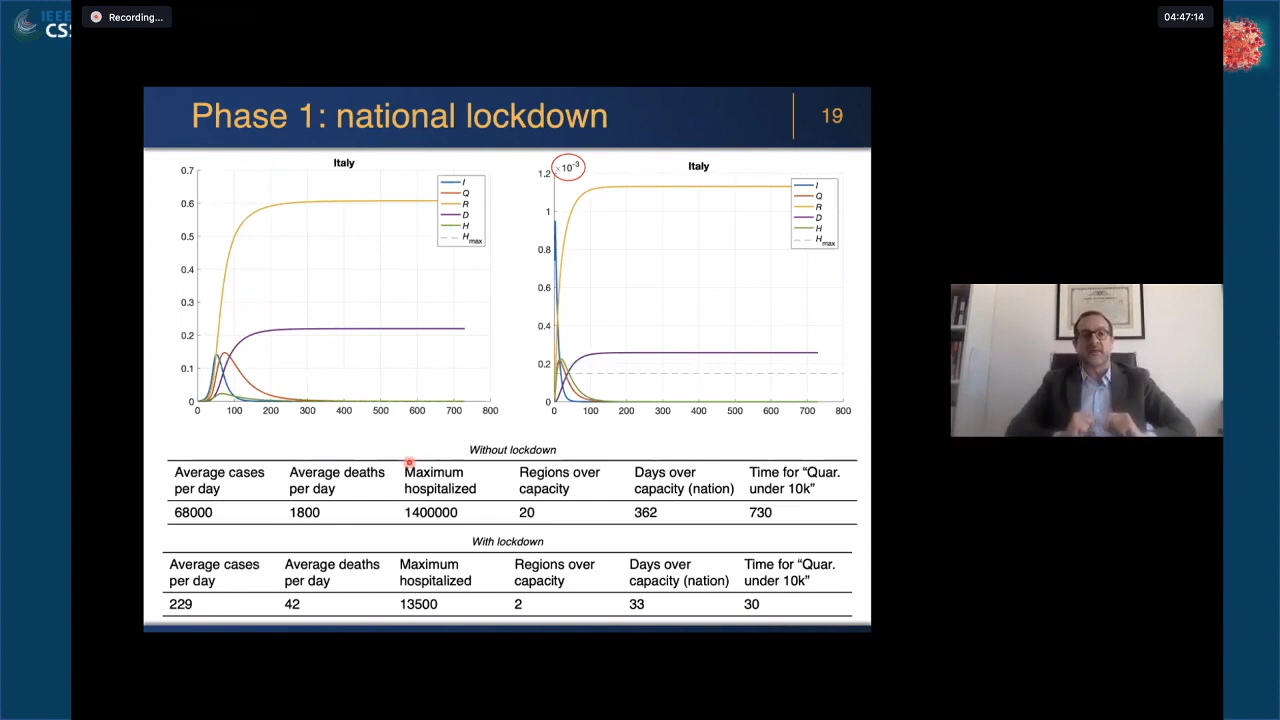 IEEE
CSS
Recording...
04:47:14
Phase 1: national lockdown
19
Italy
0.7
0.6
0.5
0.4
0.3
0.2
0.1
0
0 100 200 300 400 500 600 700 800
I
Q
R
D
H
Hmax
×10-3
Italy
1.2
1
0.8
0.6
0.4
0.2
0
0 100 200 300 400 500 600 700 800
I
Q
R
D
H
Hmax
Without lockdown
Average cases per day Average deaths per day Maximum hospitalized Regions over capacity Days over capacity (nation) Time for “Quar. under 10k”
68000 1800 1400000 20 362 730
With lockdown
Average cases per day Average deaths per day Maximum hospitalized Regions over capacity Days over capacity (nation) Time for “Quar. under 10k”
229 42 13500 2 33 30